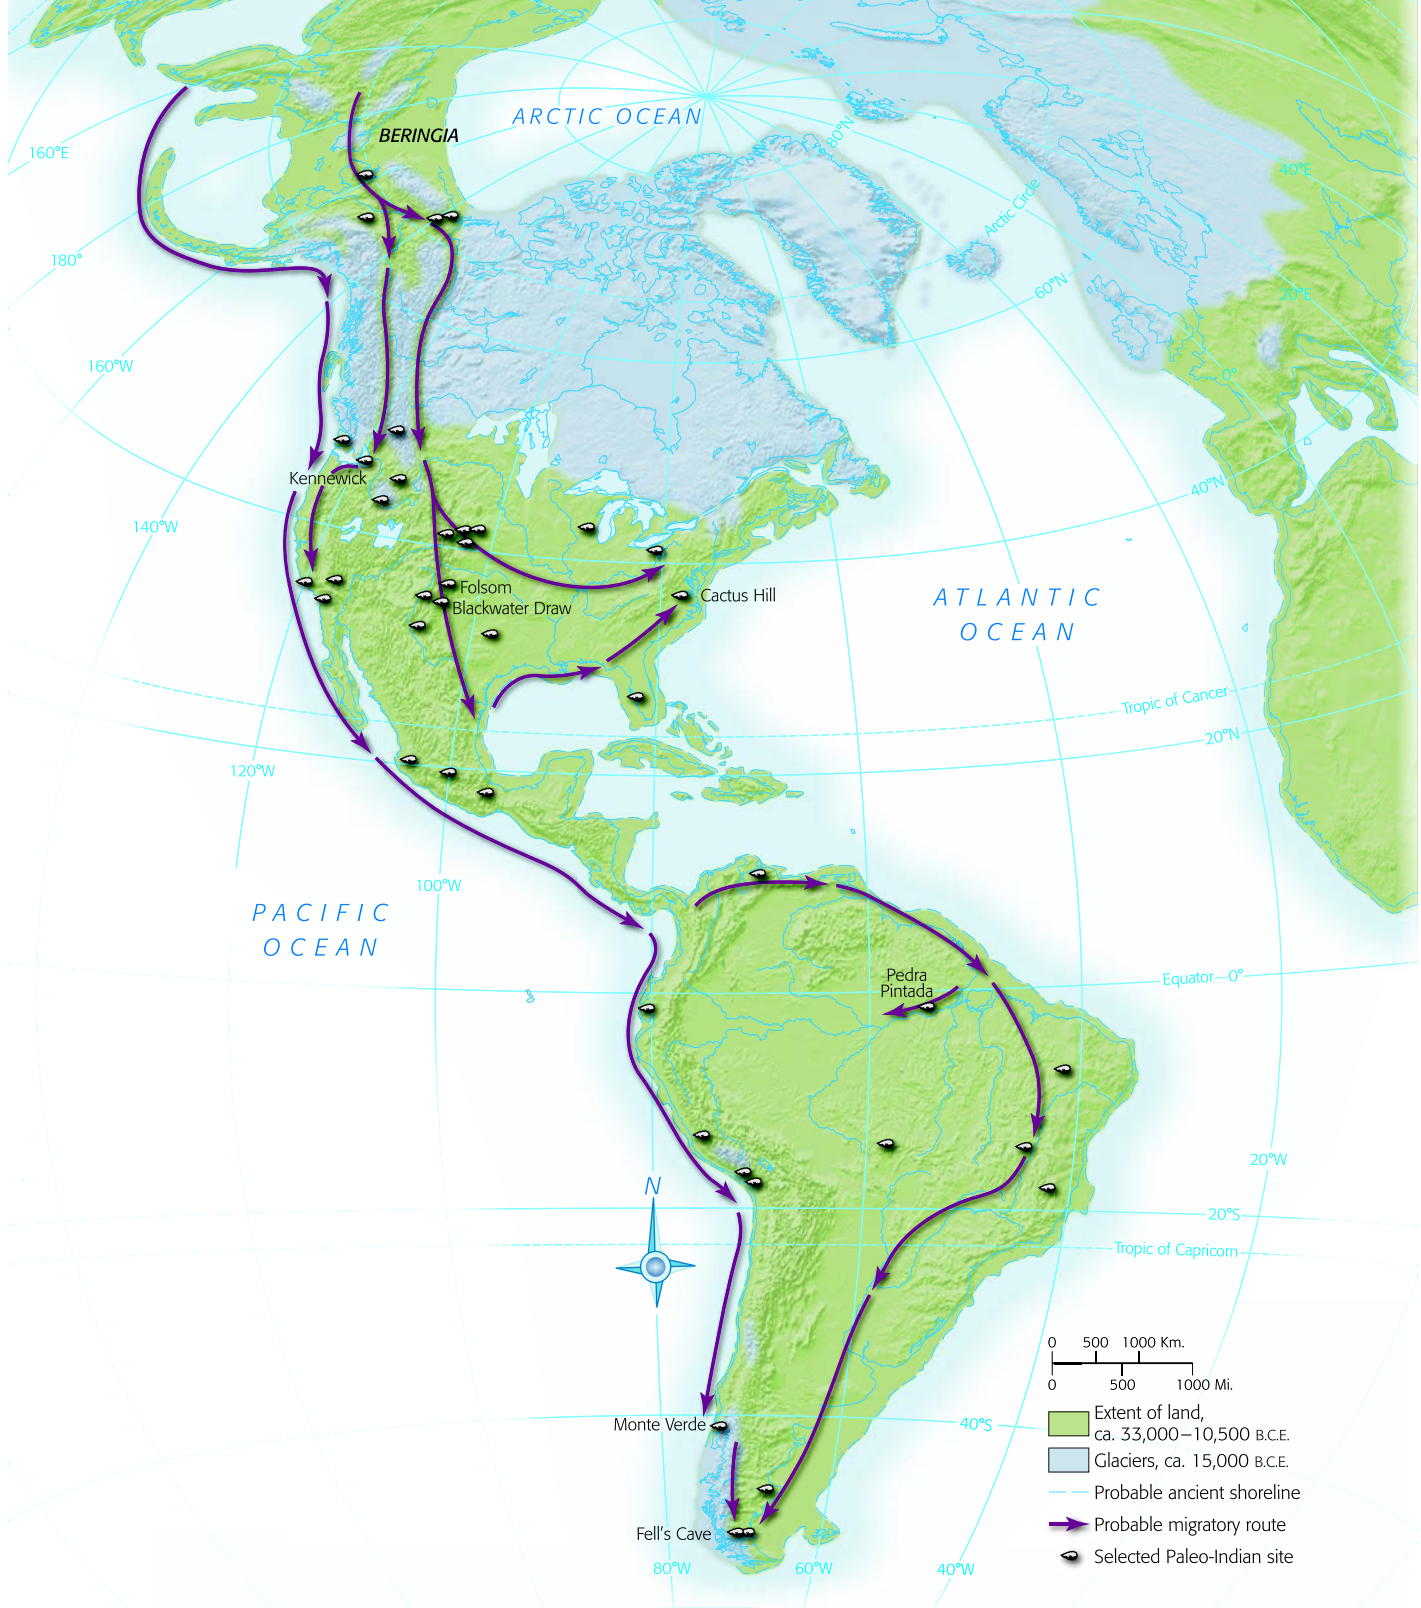 ARCTIC OCEAN
BERINGIA
80°N
160°E
40°E
Arctic Circle
180°
60°N
20°E
160°W
0°
Kennewick
40°N
140°W
Folsom
Blackwater Draw
Cactus Hill
ATLANTIC
OCEAN
Tropic of Cancer
20°N
120°W
100°W
PACIFIC
OCEAN
Pedra
Pintada
Equator 0°
20°W
N
20°S
Tropic of Capricorn
0 500 1000 Km.
0 500 1000 Mi.
Monte Verde
40°S
Extent of land,
ca. 33,000–10,500 B.C.E.
Glaciers, ca. 15,000 B.C.E.
Probable ancient shoreline
Probable migratory route
Fell's Cave
Selected Paleo-Indian site
80°W
60°W
40°W